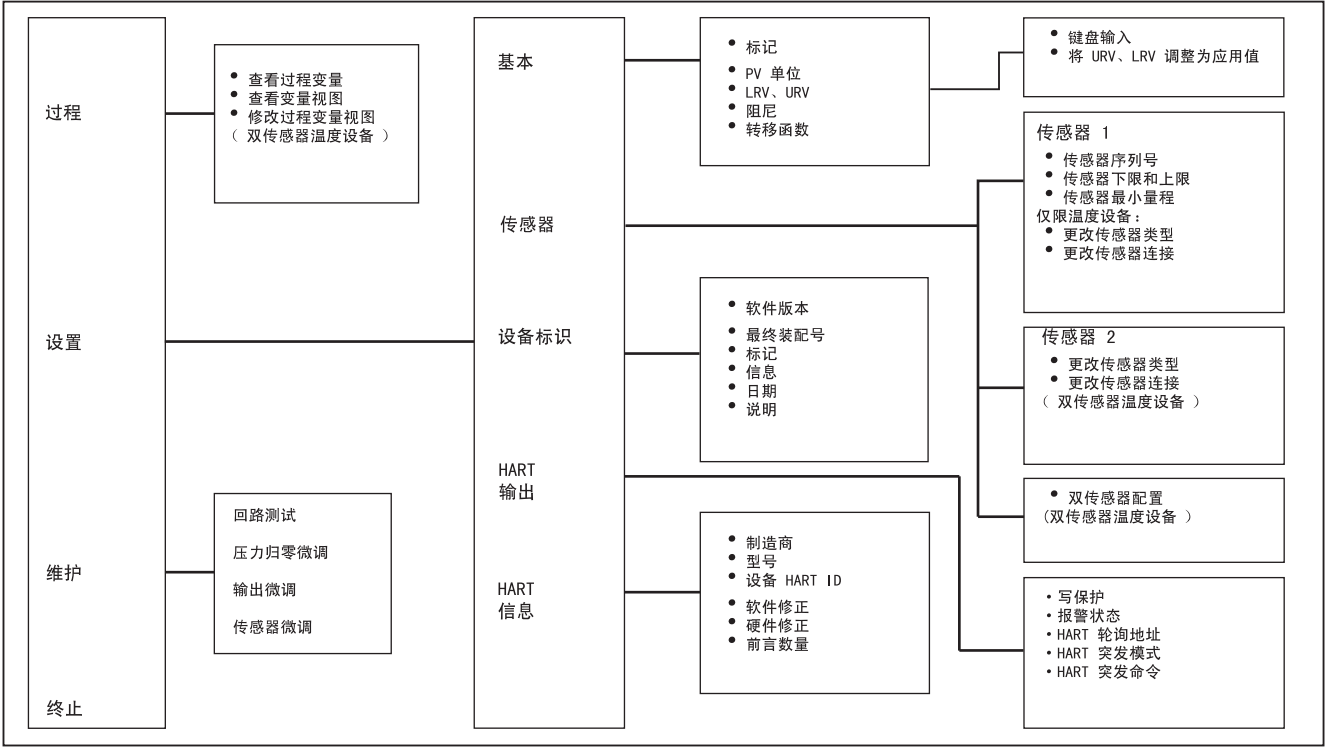 过程
设置
维护
终止
• 查看过程变量
• 查看变量视图
• 修改过程变量视图
( 双传感器温度设备 )
回路测试
压力归零微调
输出微调
传感器微调
基本
传感器
设备标识
HART
输出
HART
信息
• 标记
• PV 单位
• LRV、URV
• 阻尼
• 转移函数
• 软件版本
• 最终装配号
• 标记
• 信息
• 日期
• 说明
• 制造商
• 型号
• 设备 HART ID
• 软件修正
• 硬件修正
• 前言数量
• 键盘输入
• 将 URV、LRV 调整为应用值
传感器 1
• 传感器序列号
• 传感器下限和上限
• 传感器最小量程
仅限温度设备:
• 更改传感器类型
• 更改传感器连接
传感器 2
• 更改传感器类型
• 更改传感器连接
( 双传感器温度设备 )
• 双传感器配置
(双传感器温度设备 )
·写保护
·报警状态
·HART 轮询地址
·HART 突发模式
·HART 突发命令